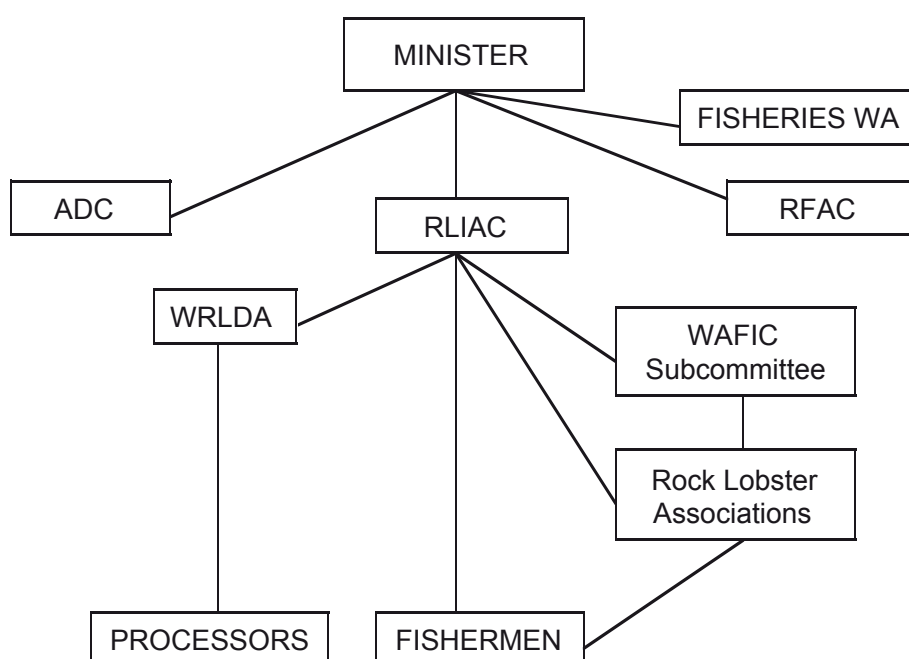 MINISTER
FISHERIES WA
ADC
RFAC
RLIAC
WRLDA
WAFIC
Subcommittee
Rock Lobster
Associations
PROCESSORS
FISHERMEN